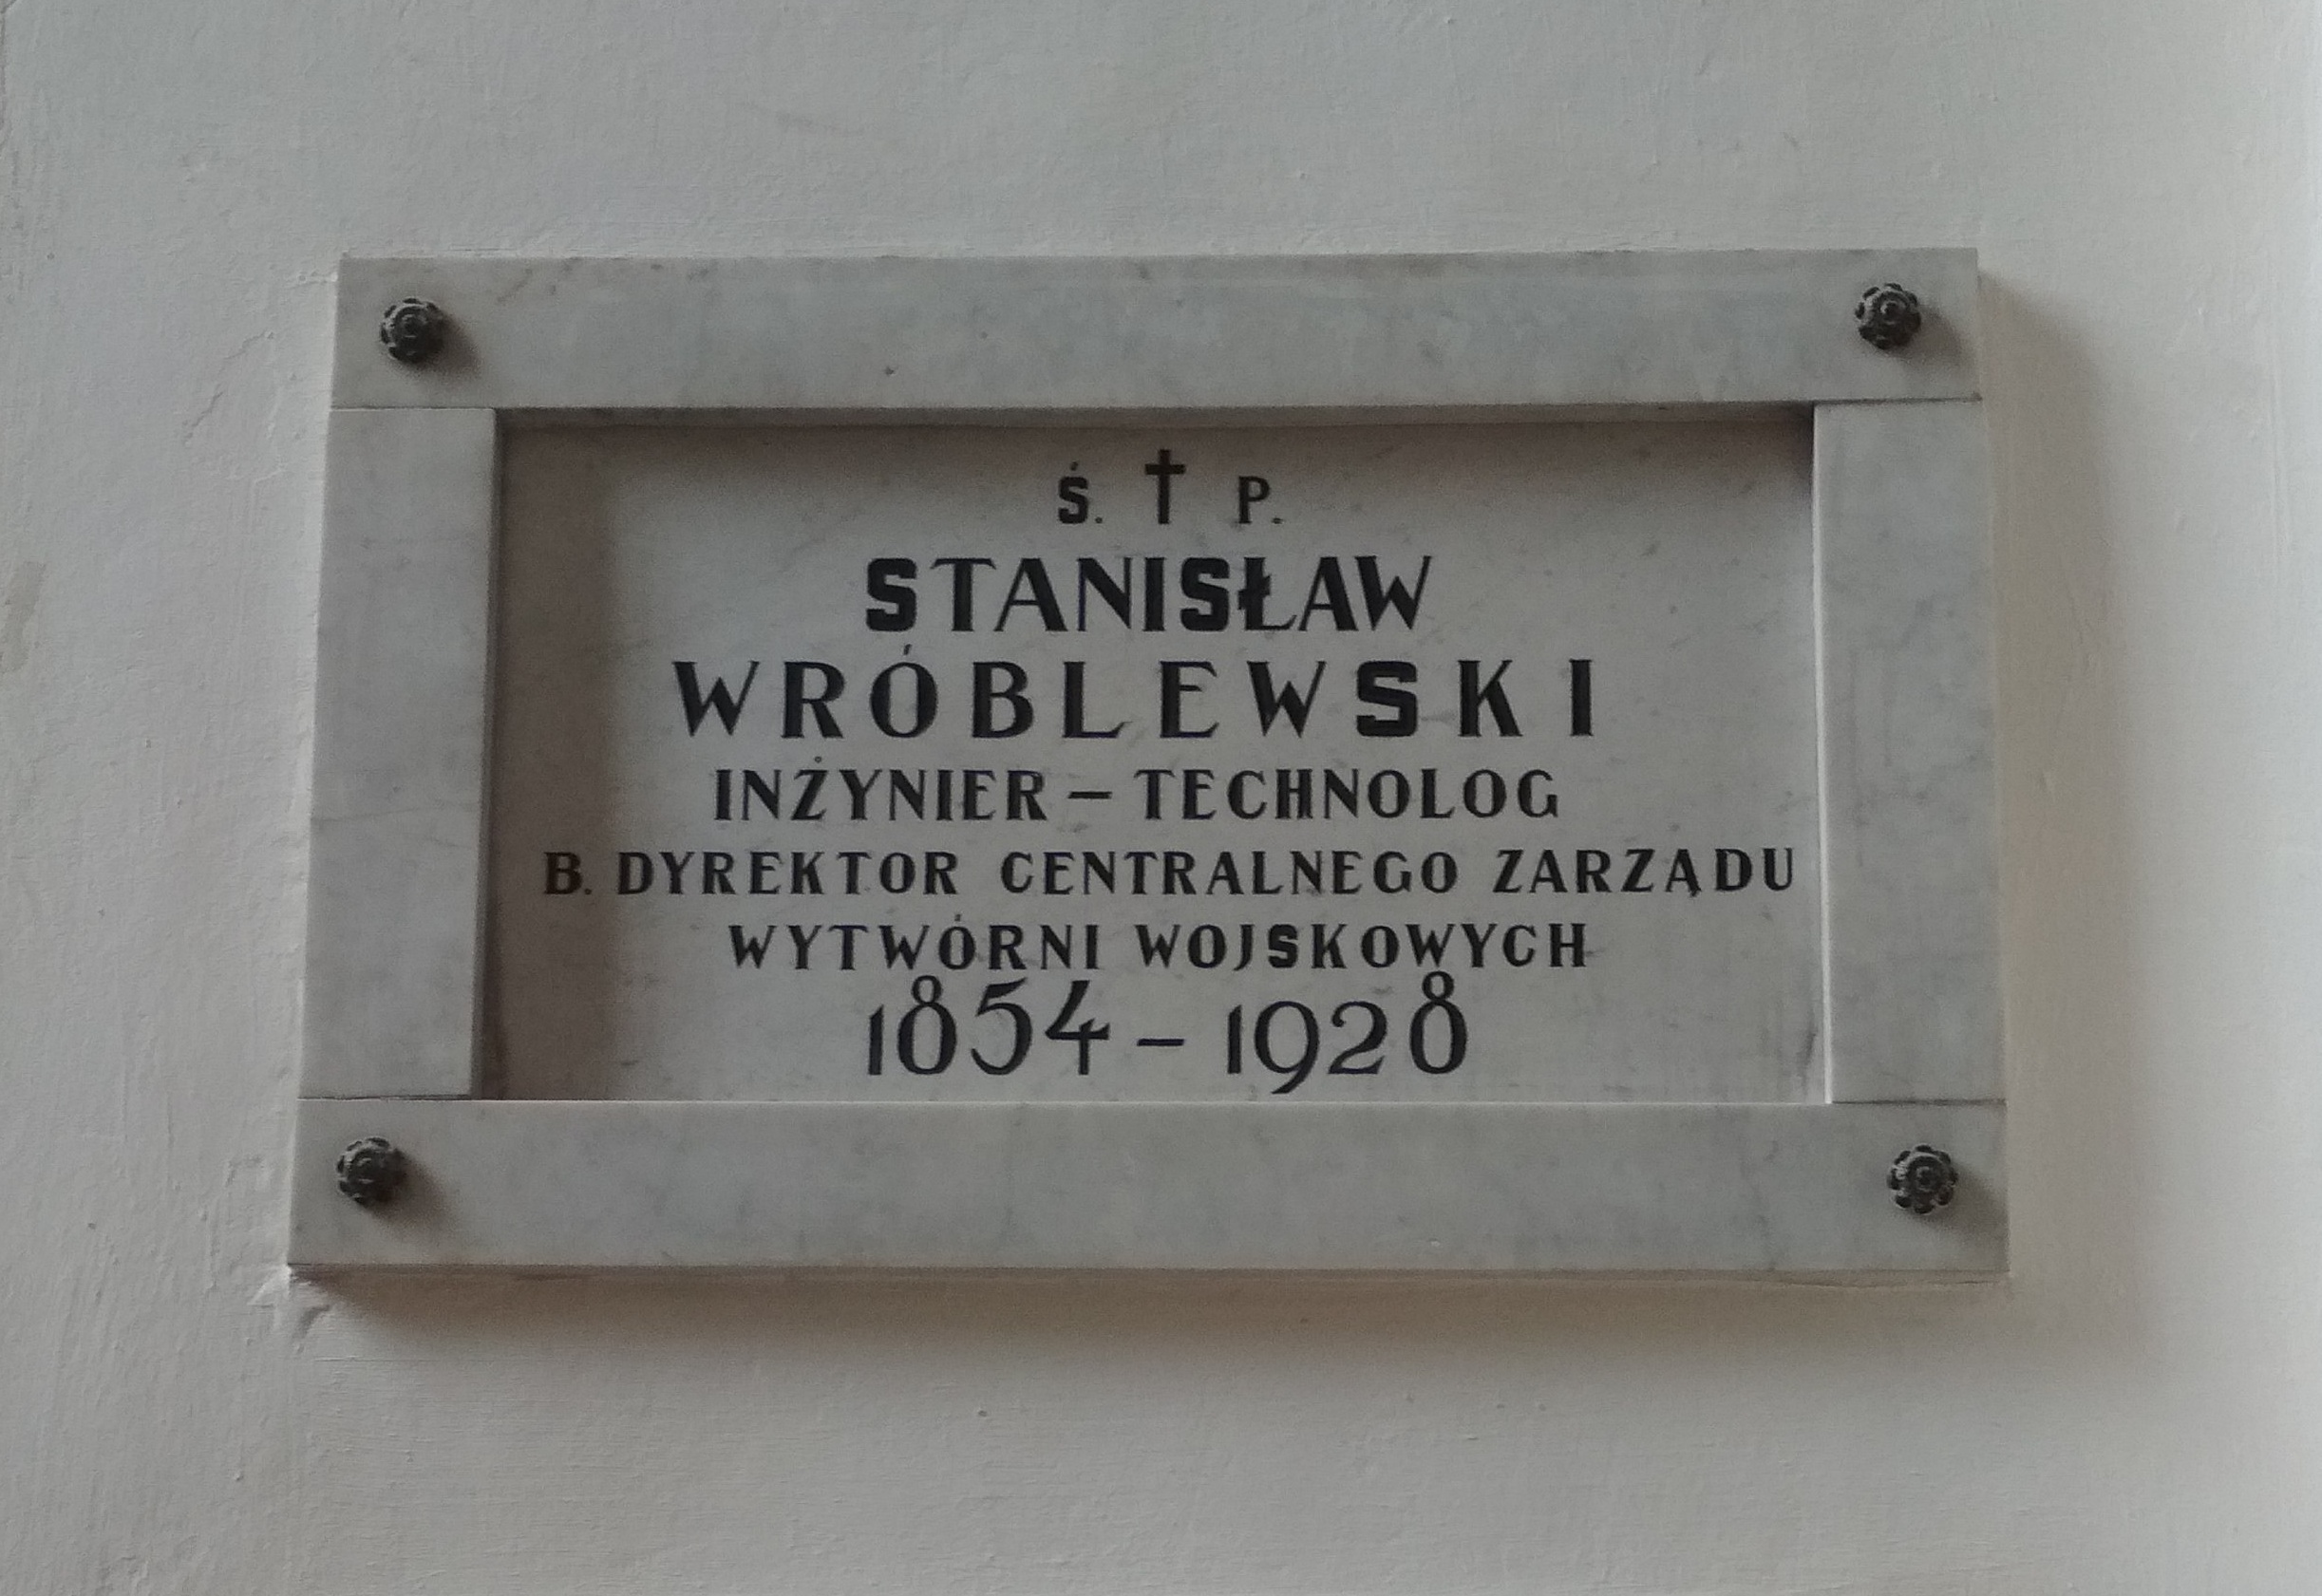 Ś. † P.
STANISŁAW
WRÓBLEWSKI
INŻYNIER – TECHNOLOG
B. DYREKTOR CENTRALNEGO ZARZĄDU
WYTWÓRNI WOJSKOWYCH
1854 – 1928